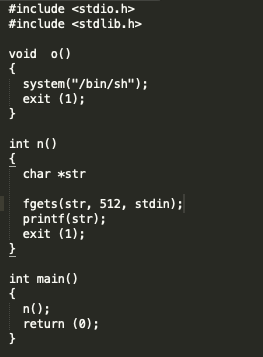 #include <stdio.h>
#include <stdlib.h>
void  o()
{
system("/bin/sh");
exit (1);
}
int n()
{
char *str
fgets(str, 512, stdin);
printf(str);
exit (1);
}
int main()
{
n();
return (0);
}